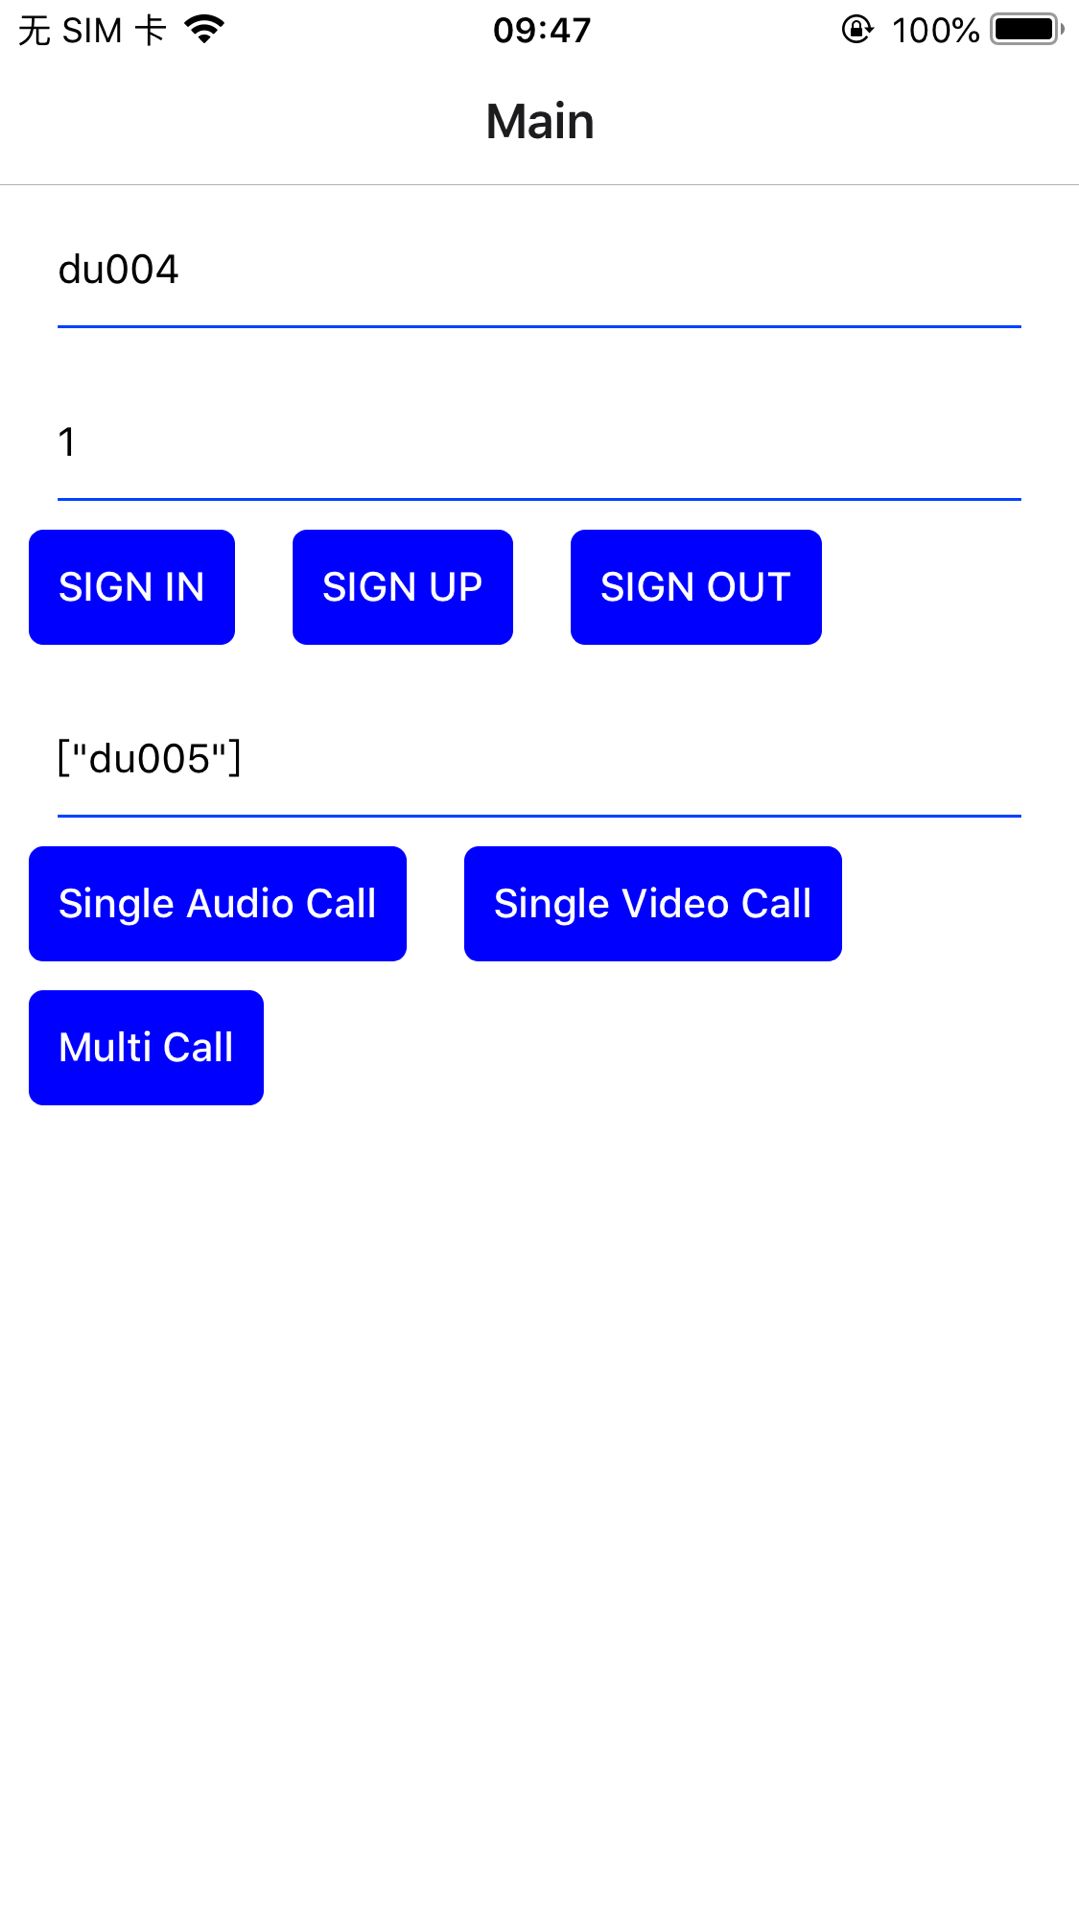 无 SIM 卡 09:47 100%
Main
du004
1
SIGN IN SIGN UP SIGN OUT
["du005"]
Single Audio Call Single Video Call
Multi Call